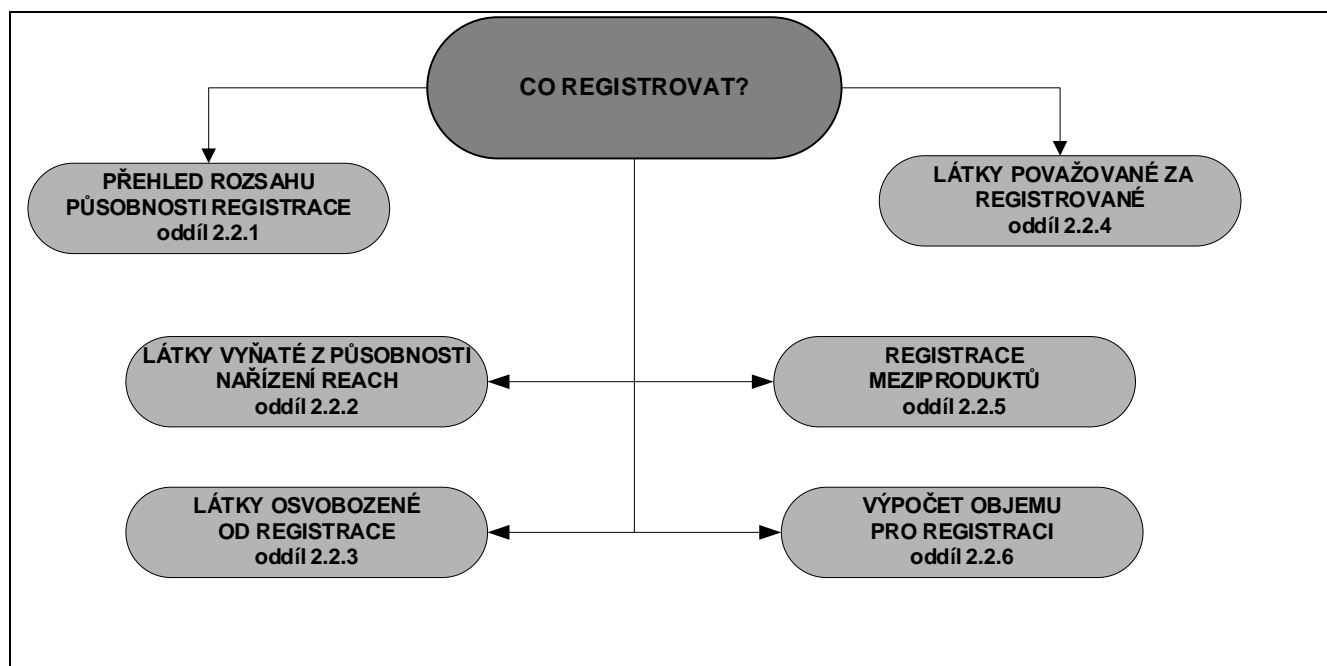 CO REGISTROVAT?
PŘEHLED ROZSAHU
PŮSOBNOSTI REGISTRACE
oddíl 2.2.1
LÁTKY POVAŽOVANÉ ZA
REGISTROVANÉ
oddíl 2.2.4
LÁTKY VYŇATÉ Z PŮSOBNOSTI
NAŘÍZENÍ REACH
oddíl 2.2.2
REGISTRACE
MEZIPRODUKTŮ
oddíl 2.2.5
LÁTKY OSVOBOZENÉ
OD REGISTRACE
oddíl 2.2.3
VÝPOČET OBJEMU
PRO REGISTRACI
oddíl 2.2.6